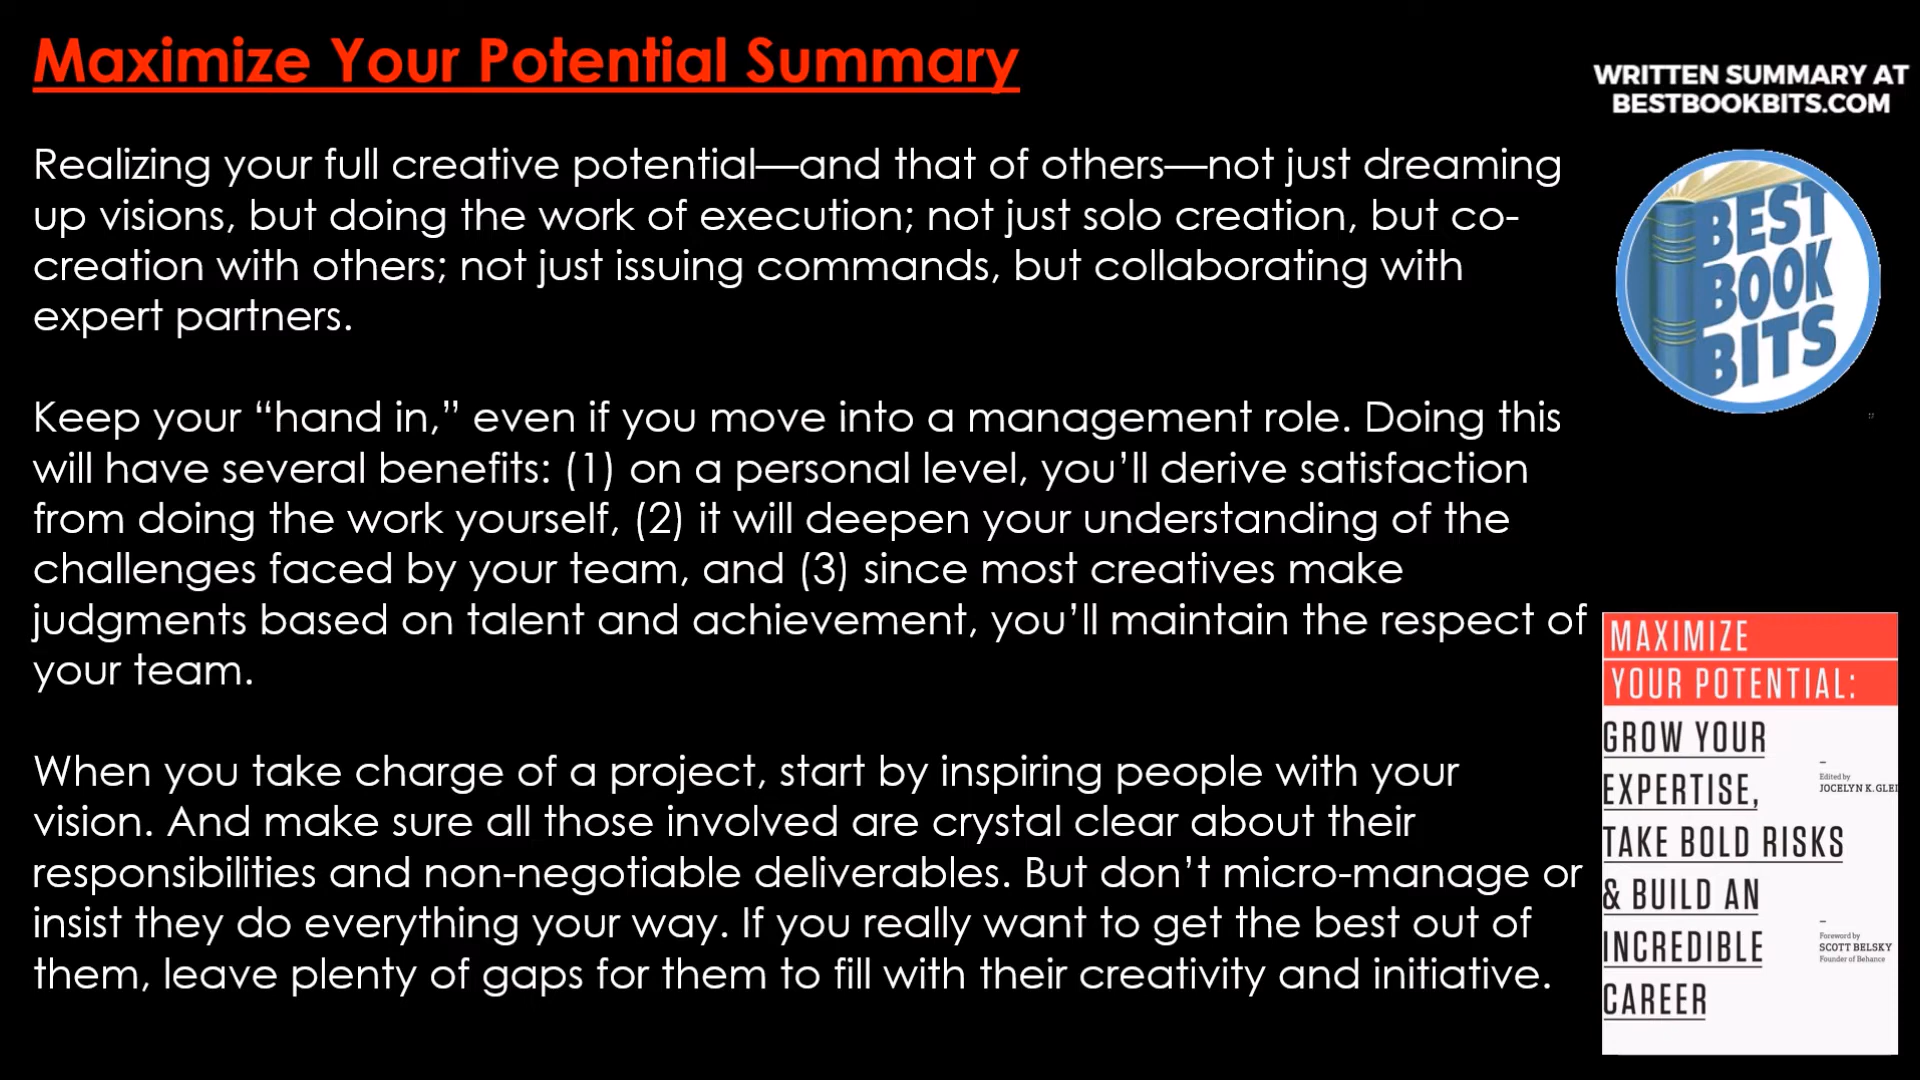 Maximize Your Potential Summary
WRITTEN SUMMARY AT
BESTBOOKBITS.COM
Realizing your full creative potential—and that of others—not just dreaming
up visions, but doing the work of execution; not just solo creation, but co-
creation with others; not just issuing commands, but collaborating with
expert partners.
Keep your “hand in,” even if you move into a management role. Doing this
will have several benefits: (1) on a personal level, you’ll derive satisfaction
from doing the work yourself, (2) it will deepen your understanding of the
challenges faced by your team, and (3) since most creatives make
judgments based on talent and achievement, you’ll maintain the respect of
your team.
When you take charge of a project, start by inspiring people with your
vision. And make sure all those involved are crystal clear about their
responsibilities and non-negotiable deliverables. But don’t micro-manage or
insist they do everything your way. If you really want to get the best out of
them, leave plenty of gaps for them to fill with their creativity and initiative.
BEST
BOOK
BITS
MAXIMIZE
YOUR POTENTIAL:
GROW YOUR
EXPERTISE,
TAKE BOLD RISKS
& BUILD AN
INCREDIBLE
CAREER
Edited by
JOCELYN K. GLEI
Foreword by
SCOTT BELSKY
Founder of Behance